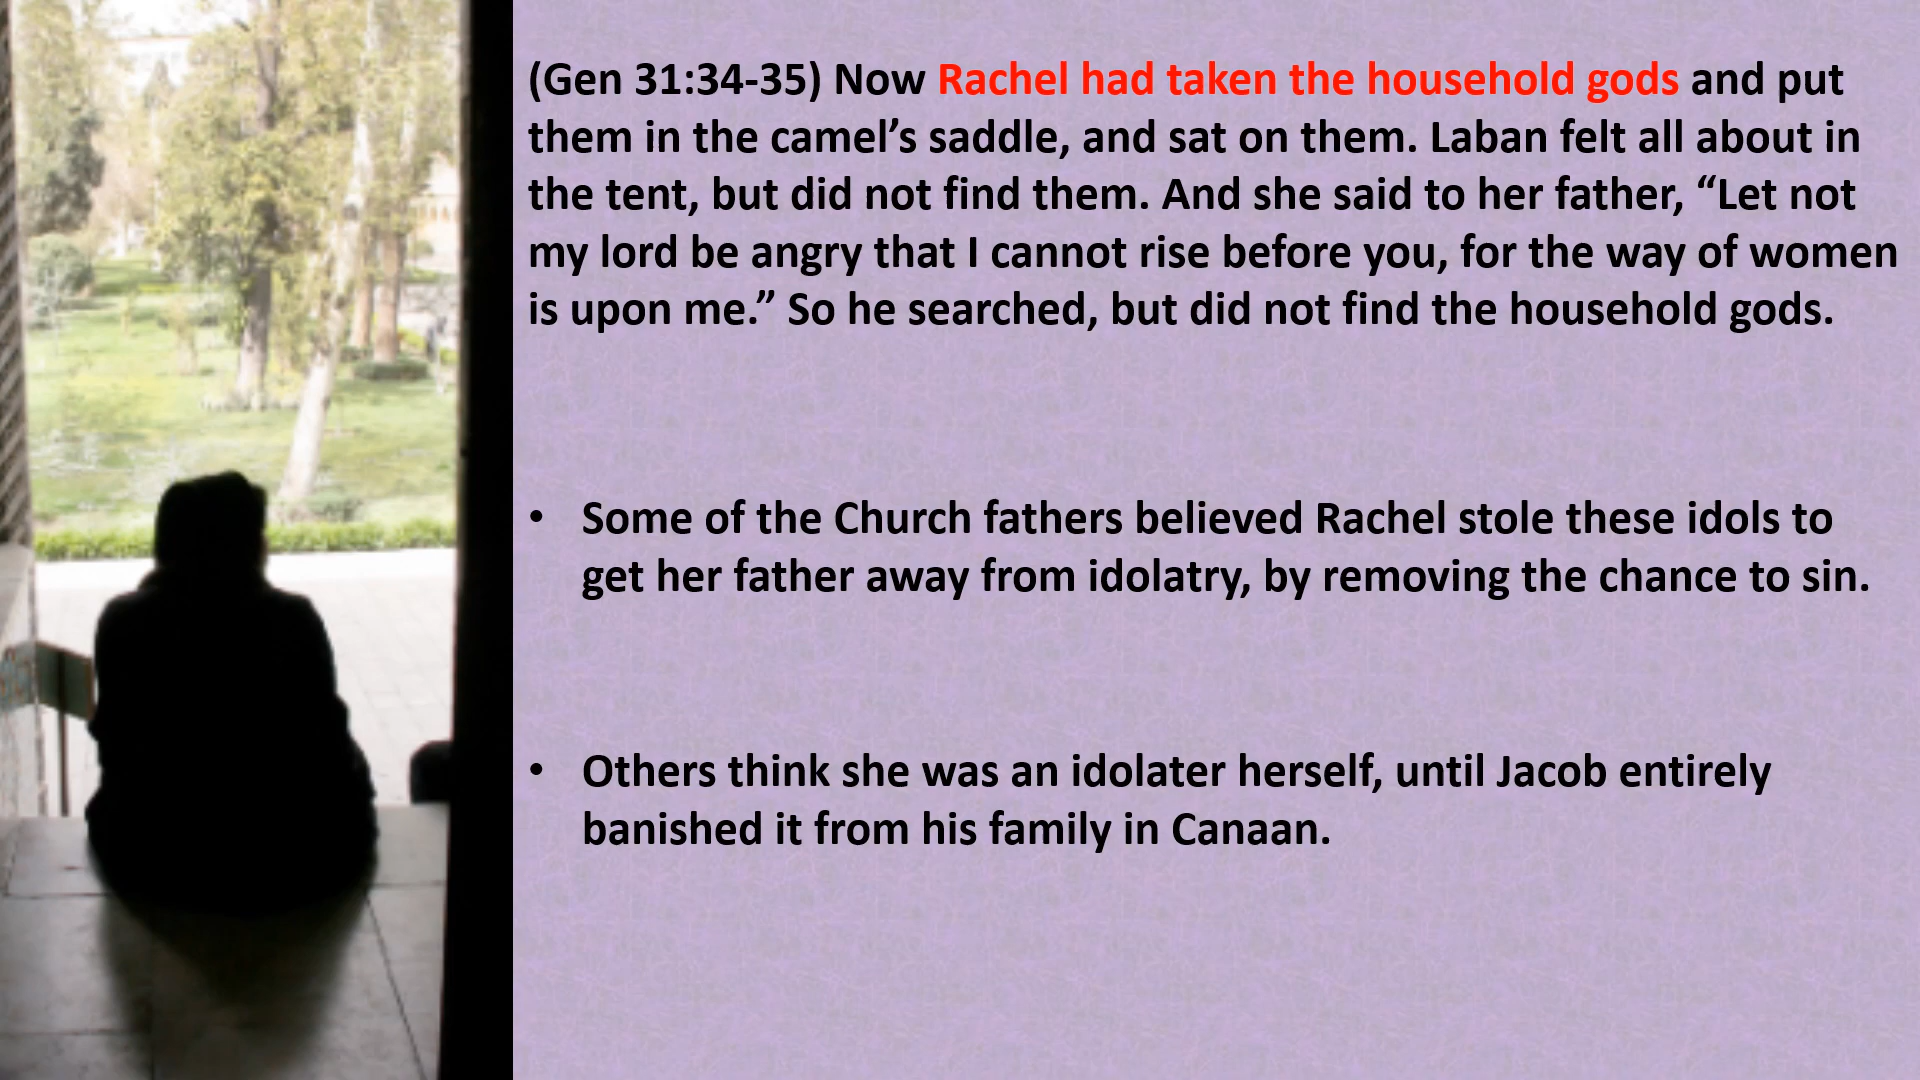 (Gen 31:34-35) Now Rachel had taken the household gods and put
them in the camel’s saddle, and sat on them. Laban felt all about in
the tent, but did not find them. And she said to her father, “Let not
my lord be angry that I cannot rise before you, for the way of women
is upon me.” So he searched, but did not find the household gods.
• Some of the Church fathers believed Rachel stole these idols to
get her father away from idolatry, by removing the chance to sin.
• Others think she was an idolater herself, until Jacob entirely
banished it from his family in Canaan.